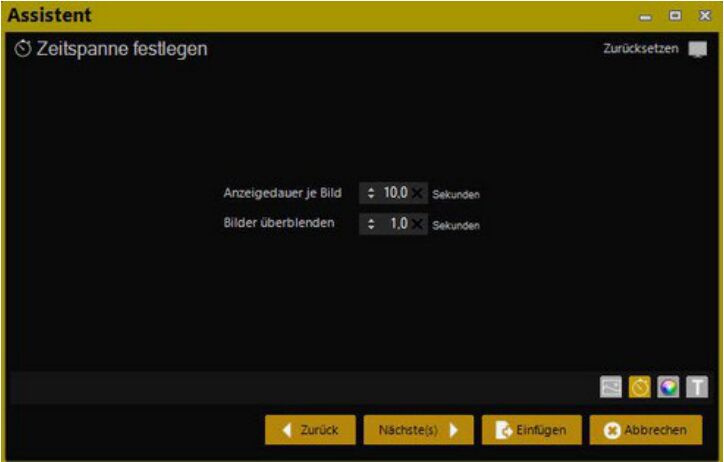 Assistent
Zeitspanne festlegen
Zurücksetzen
Anzeigedauer je Bild 10,0 Sekunden
Bilder überblenden 1,0 Sekunden
T
Zurück Nächste(s) Einfügen Abbrechen